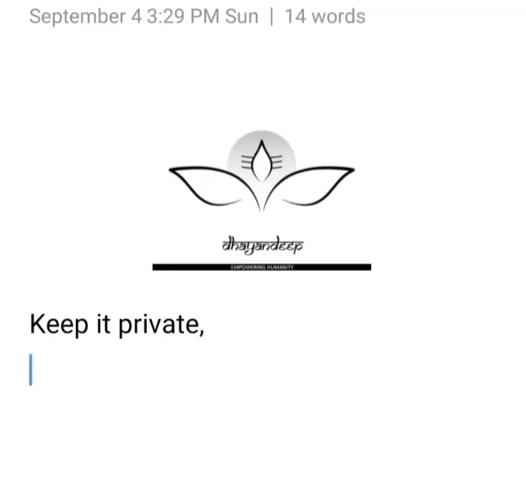 September 4 3:29 PM Sun | 14 words
dhayandeep
EMPOWERING HUMANITY
Keep it private,